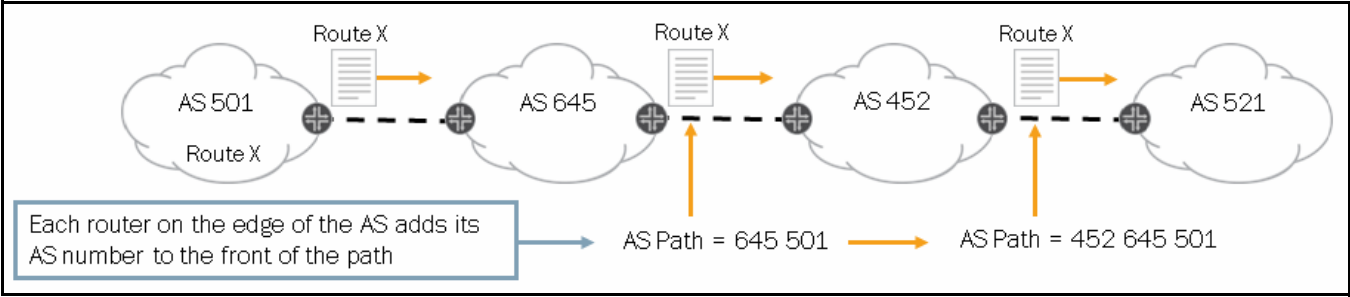 Route X
Route X
Route X
AS 501
AS 645
AS 452
AS 521
Route X
Each router on the edge of the AS adds its
AS number to the front of the path
AS Path = 645 501
AS Path = 452 645 501